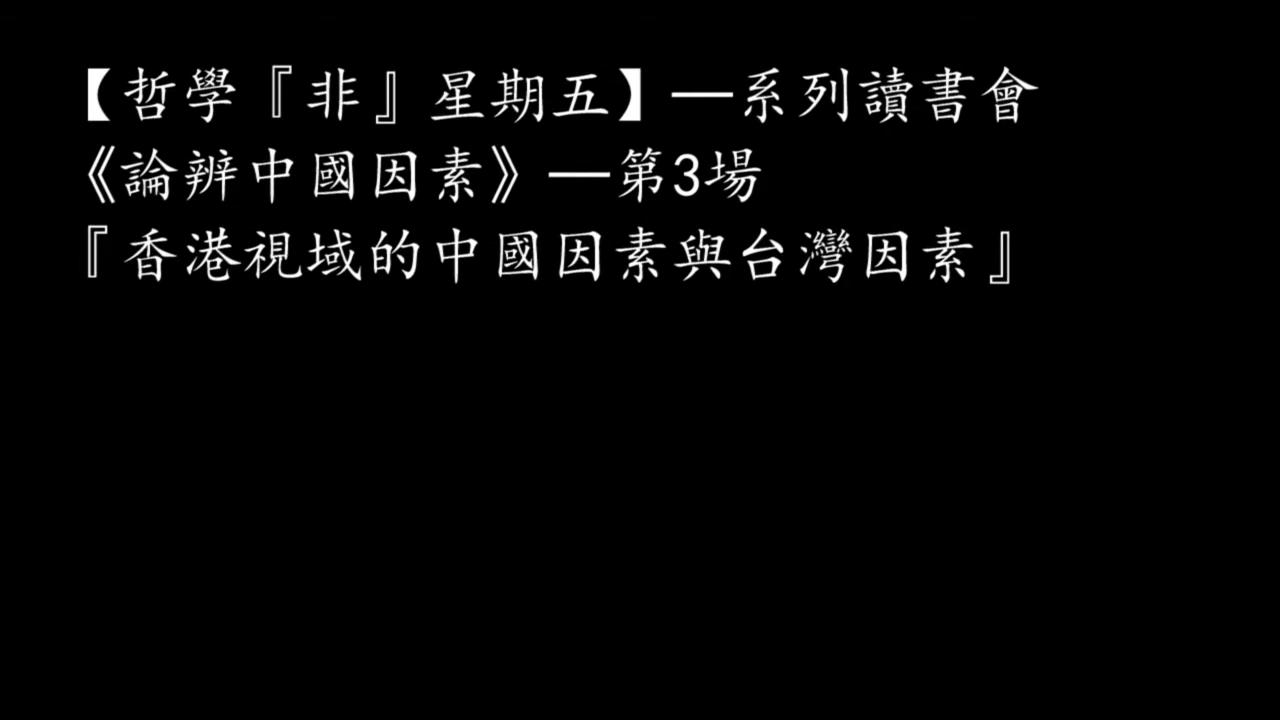 【哲學『非』星期五】—系列讀書會
《論辨中國因素》—第3場
『香港視域的中國因素與台灣因素』